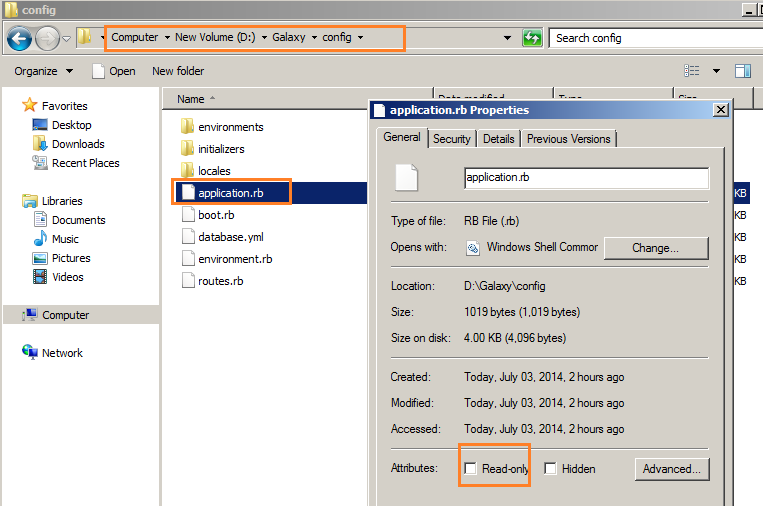 config
Computer New Volume (D:) Galaxy config
Search config
Organize Open New folder
Favorites
Desktop
Downloads
Recent Places
Libraries
Documents
Music
Pictures
Videos
Computer
Network
Name Date modified Type Size
environments
initializers
locales
application.rb KB
boot.rb KB
database.yml KB
environment.rb KB
routes.rb KB
application.rb Properties
General Security Details Previous Versions
application.rb
Type of file: RB File (.rb)
Opens with: Windows Shell Commor Change...
Location: D:\Galaxy\config
Size: 1019 bytes (1,019 bytes)
Size on disk: 4.00 KB (4,096 bytes)
Created: Today, July 03, 2014, 2 hours ago
Modified: Today, July 03, 2014, 2 hours ago
Accessed: Today, July 03, 2014, 2 hours ago
Attributes: Read-only Hidden Advanced...